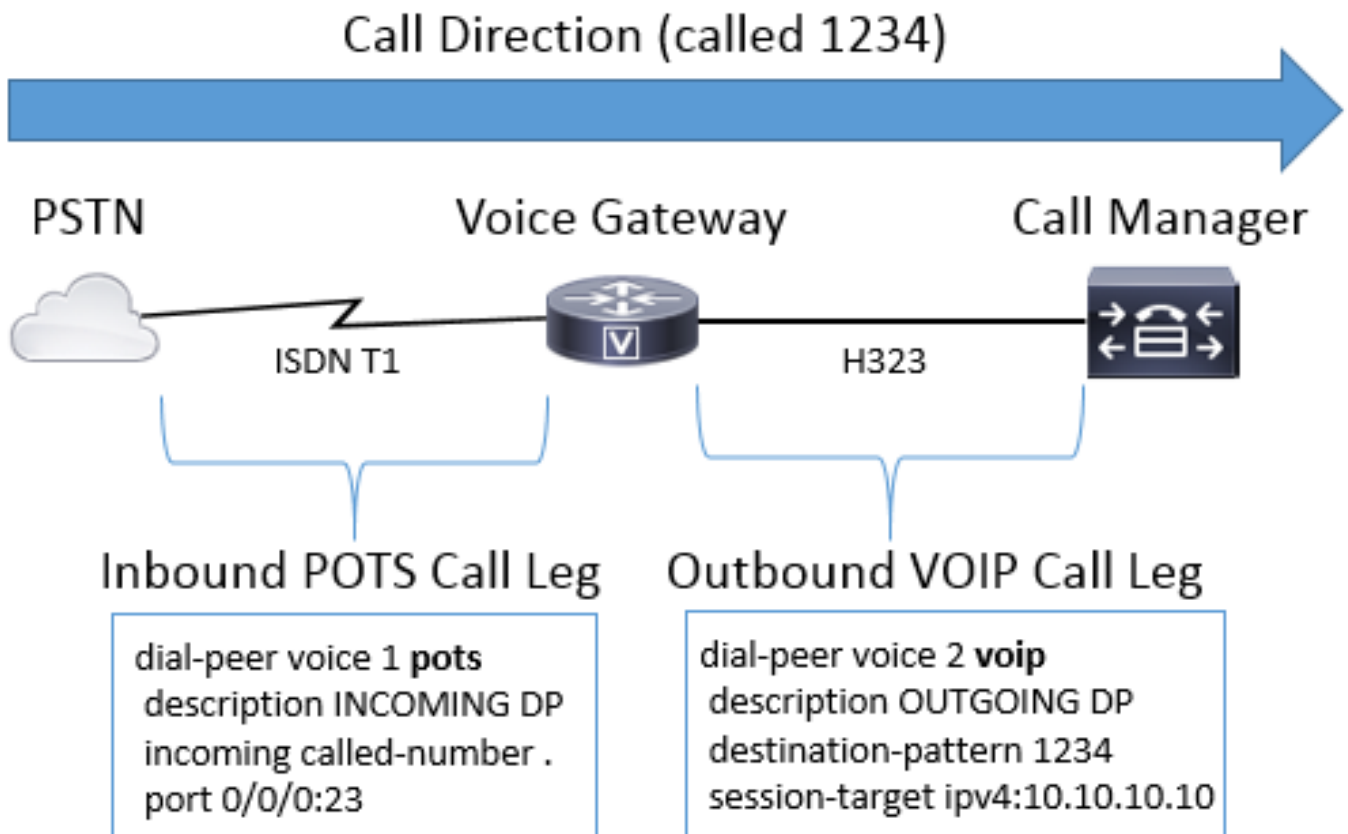 Call Direction (called 1234)
PSTN
Voice Gateway
Call Manager
V
ISDN T1
H323
Inbound POTS Call Leg
Outbound VOIP Call Leg
dial-peer voice 1 pots
description INCOMING DP
incoming called-number .
port 0/0/0:23
dial-peer voice 2 voip
description OUTGOING DP
destination-pattern 1234
session-target ipv4:10.10.10.10